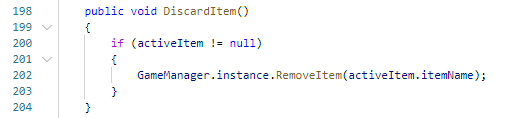 198 public void DiscardItem()
199 {
200 if (activeItem != null)
201 {
202 GameManager.instance.RemoveItem(activeItem.itemName);
203 }
204 }